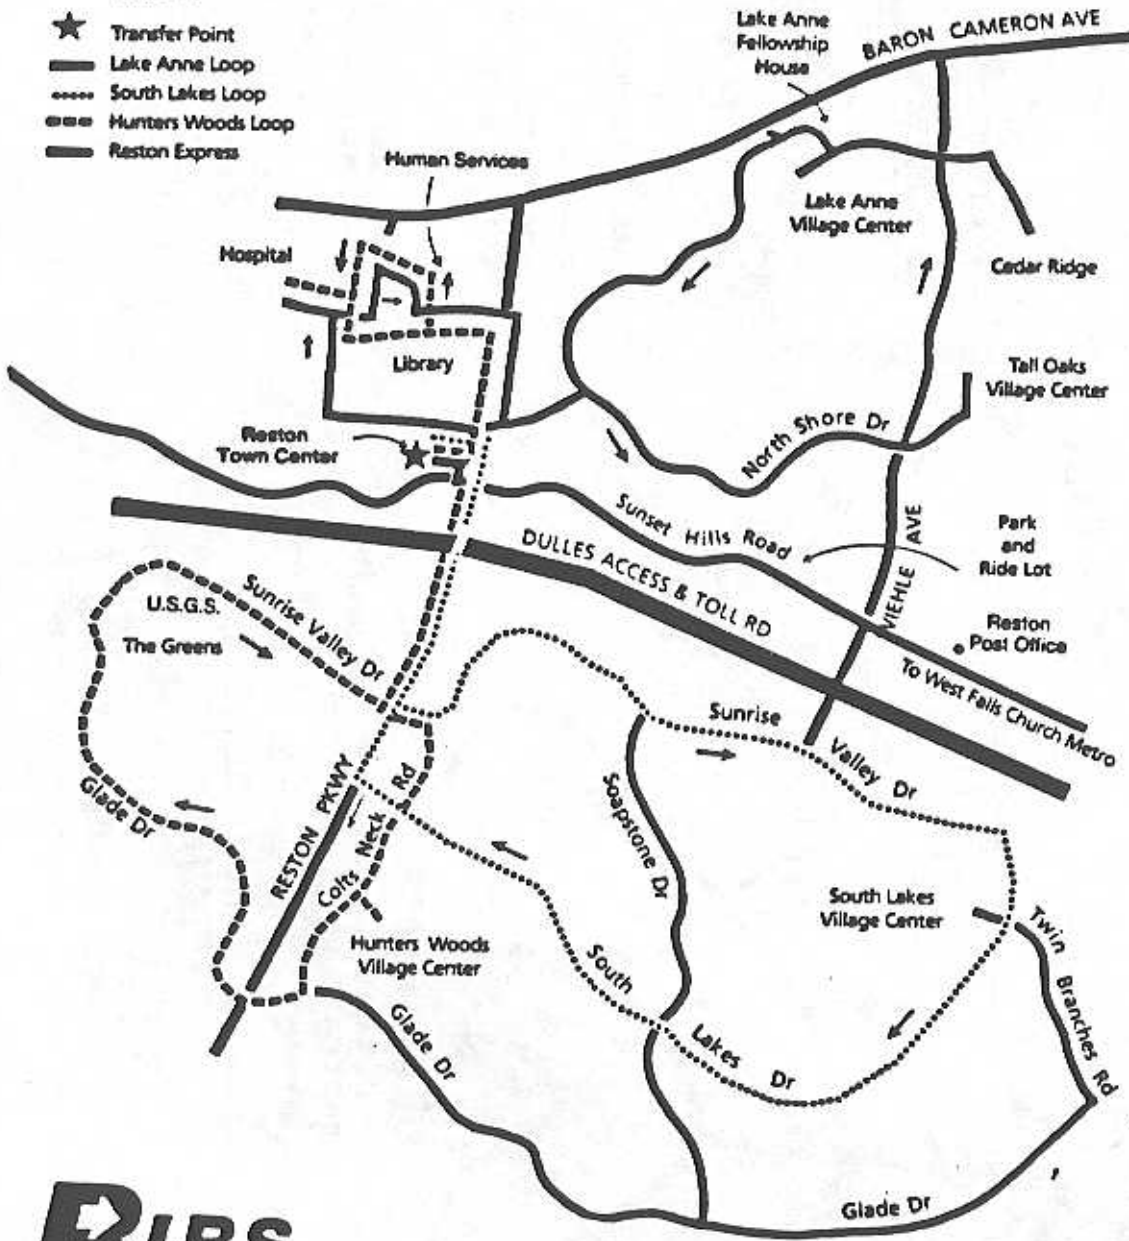 Transfer Point
Lake Anne Loop
South Lakes Loop
Hunters Woods Loop
Reston Express
Lake Anne
Fellowship
House
BARON CAMERON AVE
Human Services
Hospital
Lake Anne
Village Center
Cedar Ridge
Library
Tall Oaks
Village Center
Reston
Town Center
North Shore Dr
Sunset Hills Road
Park
and
Ride Lot
DULLES ACCESS & TOLL RD
VIEHLE AVE
Reston
Post Office
To West Falls Church Metro
U.S.G.S.
The Greens
Sunrise Valley Dr
Sunrise Valley Dr
Glade Dr
RESTON PKWY
Colts Neck Rd
Soapstone Dr
South Lakes
Village Center
Twin Branches Rd
Hunters Woods
Village Center
South Lakes Dr
Glade Dr
Glade Dr
RIBS